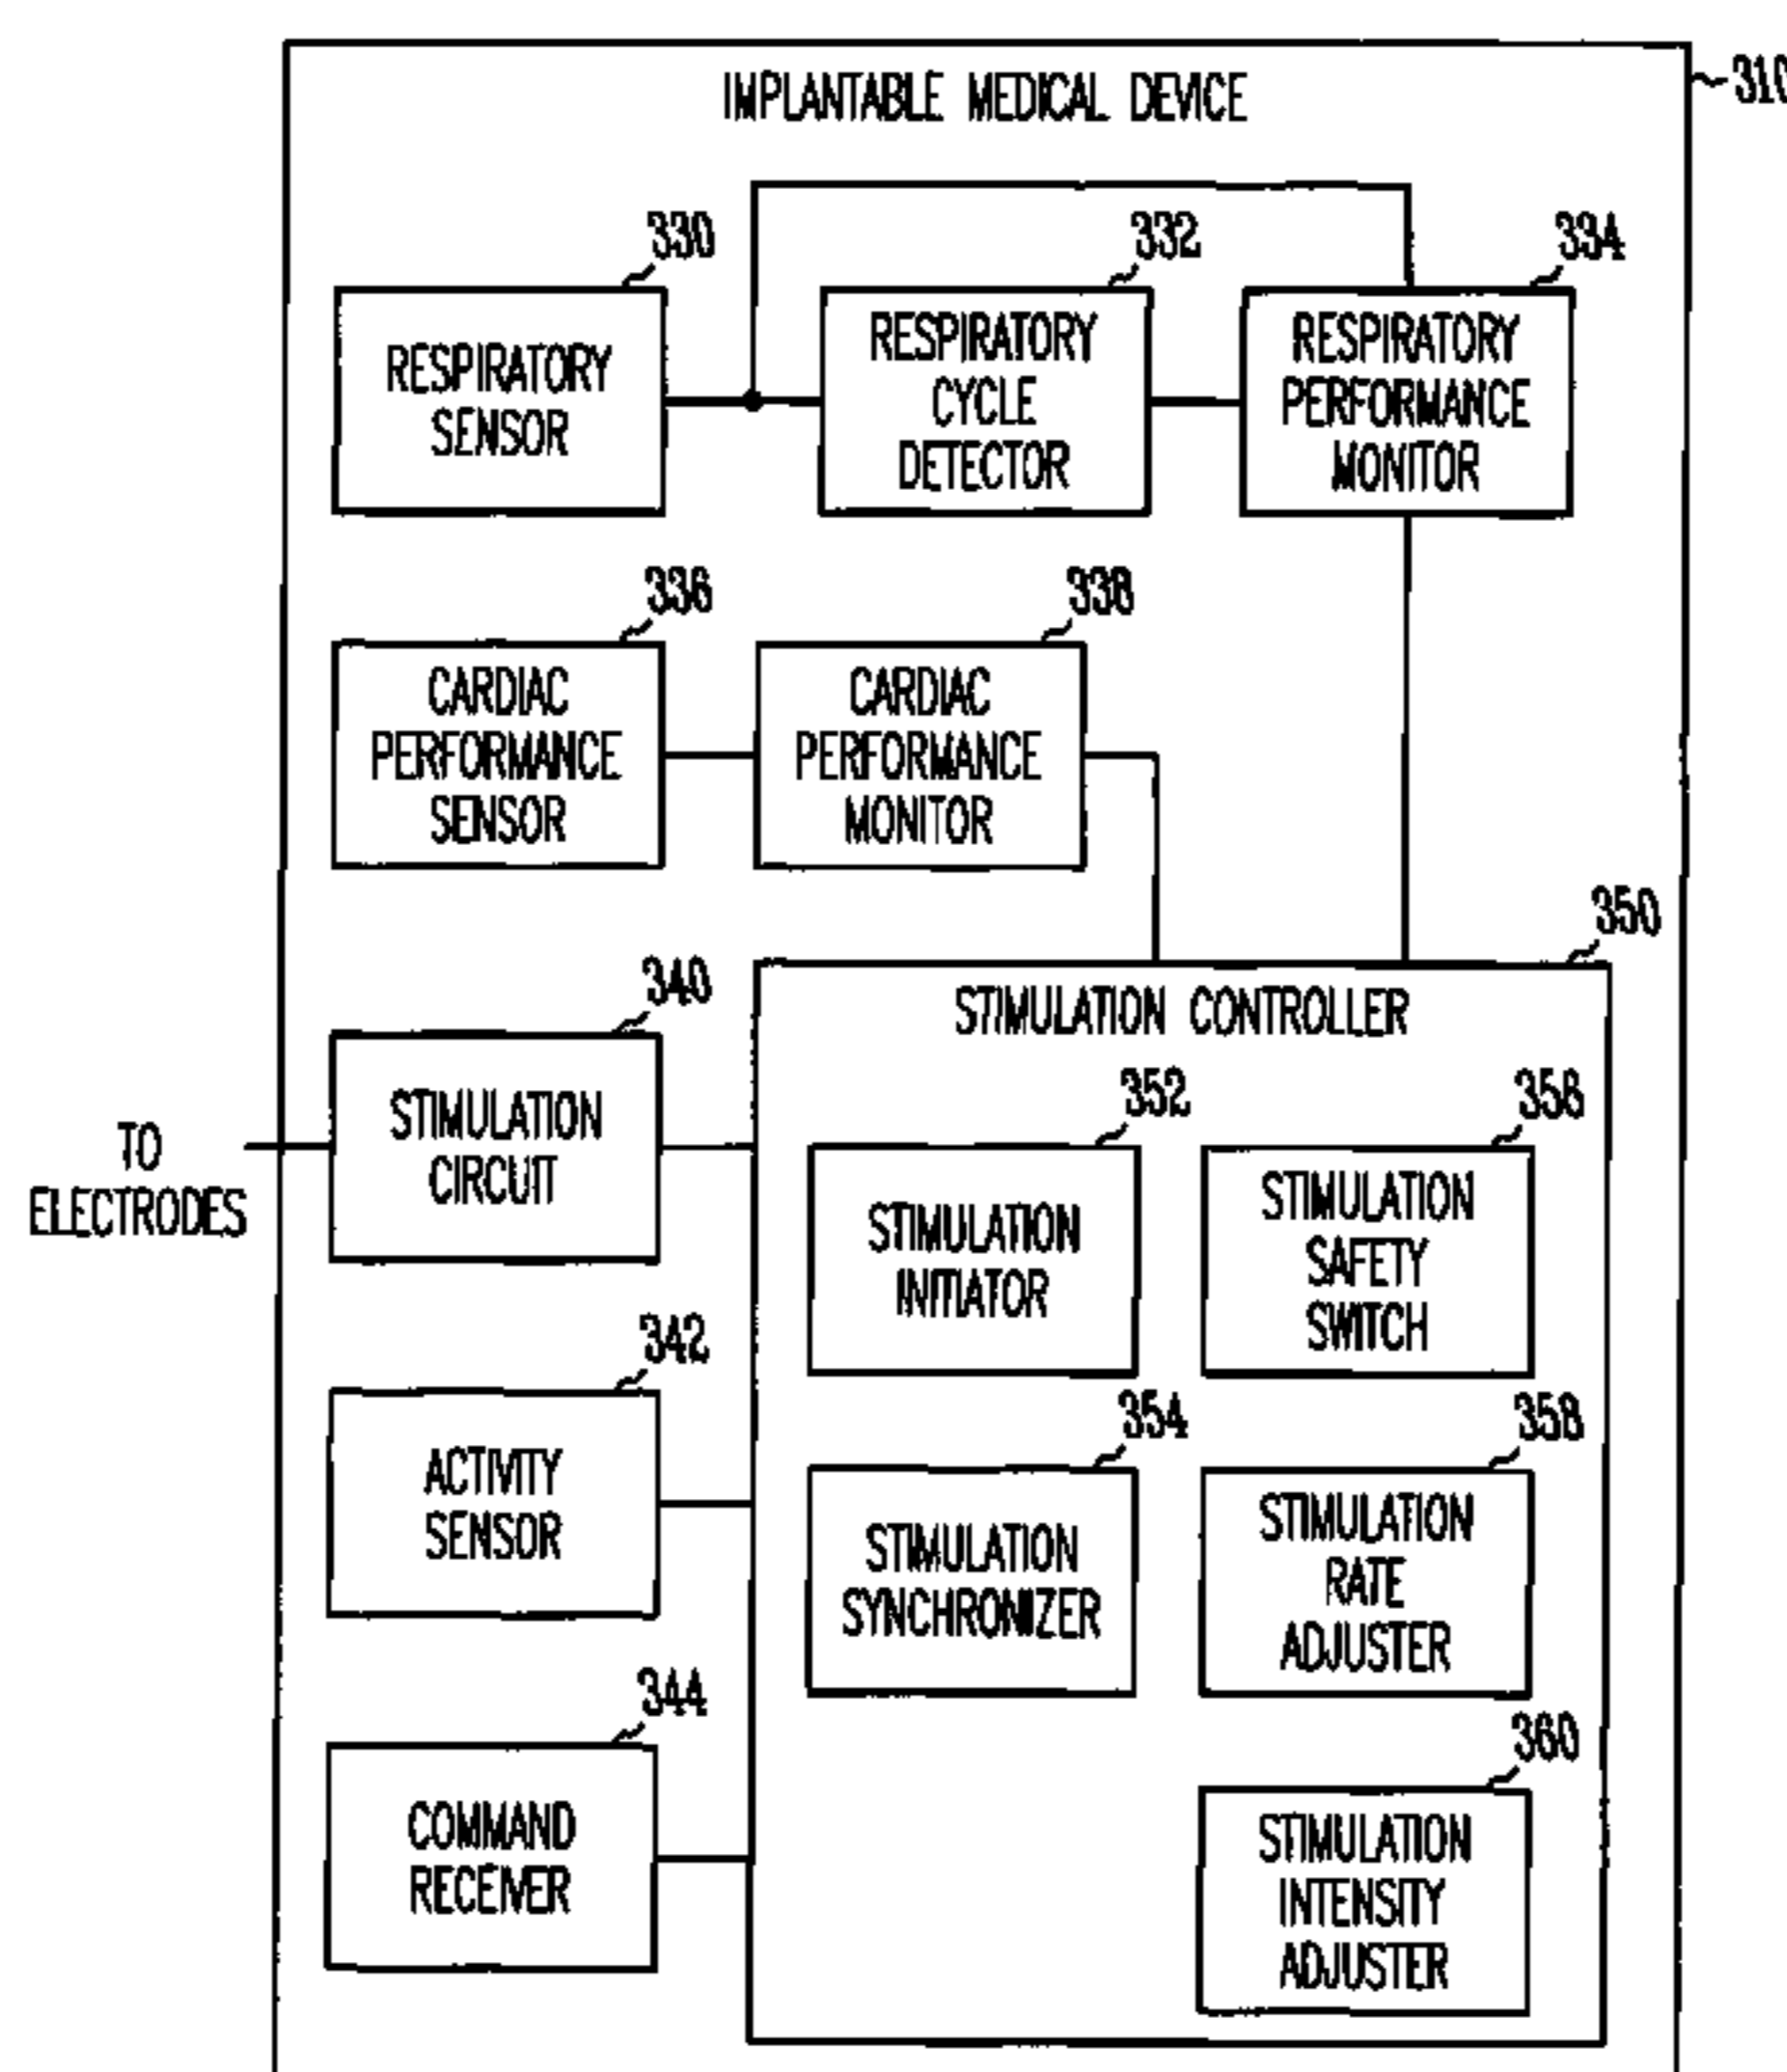 IMPLANTABLE MEDICAL DEVICE
310
330
RESPIRATORY
SENSOR
332
RESPIRATORY
CYCLE
DETECTOR
334
RESPIRATORY
PERFORMANCE
MONITOR
336
CARDIAC
PERFORMANCE
SENSOR
338
CARDIAC
PERFORMANCE
MONITOR
350
STIMULATION CONTROLLER
340
STIMULATION
CIRCUIT
TO
ELECTRODES
352
STIMULATION
INITIATOR
358
STIMULATION
SAFETY
SWITCH
342
ACTIVITY
SENSOR
354
STIMULATION
SYNCHRONIZER
358
STIMULATION
RATE
ADJUSTER
344
COMMAND
RECEIVER
360
STIMULATION
INTENSITY
ADJUSTER